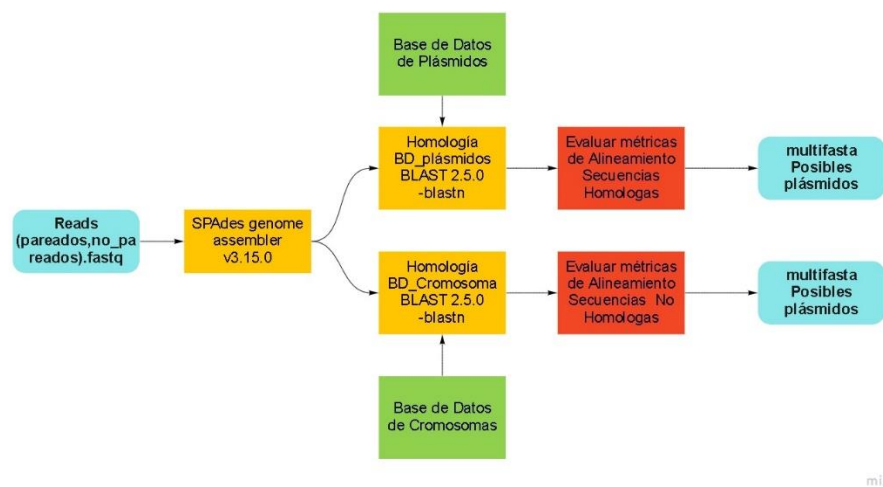 Base de Datos
de Plásmidos
Homología
BD_plásmidos
BLAST 2.5.0
-blastn
Evaluar métricas
de Alineamiento
Secuencias
Homologas
multifasta
Posibles
plásmidos
Reads
(pareados,no_pa
reados).fastq
SPAdes genome
assembler
v3.15.0
Homología
BD_Cromosoma
BLAST 2.5.0
-blastn
Evaluar métricas
de Alineamiento
Secuencias No
Homologas
multifasta
Posibles
plásmidos
Base de Datos
de Cromosomas
mi